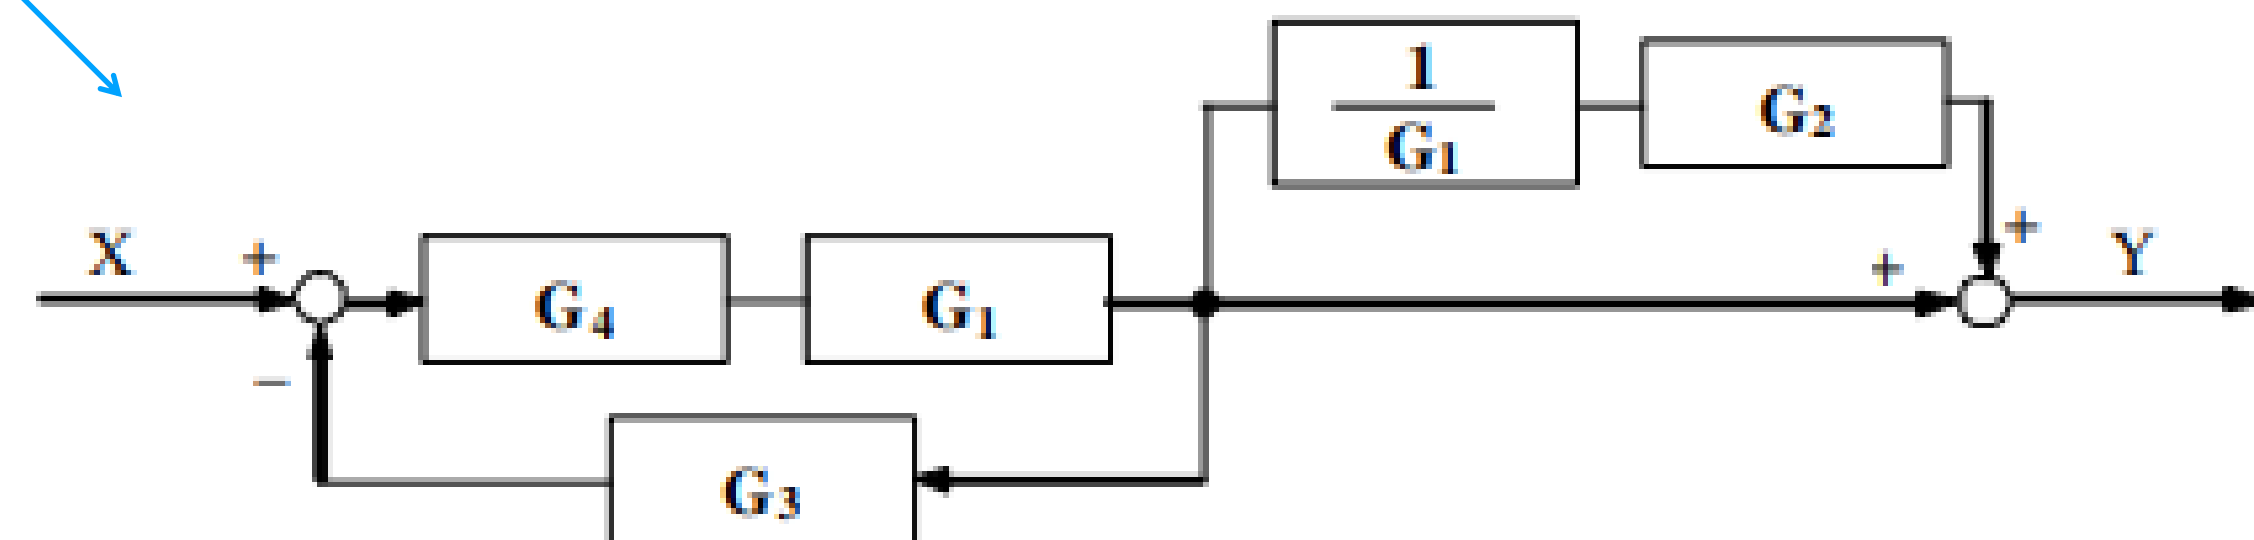 1
G1
G2
X + + + Y
G4 G1
−
G3